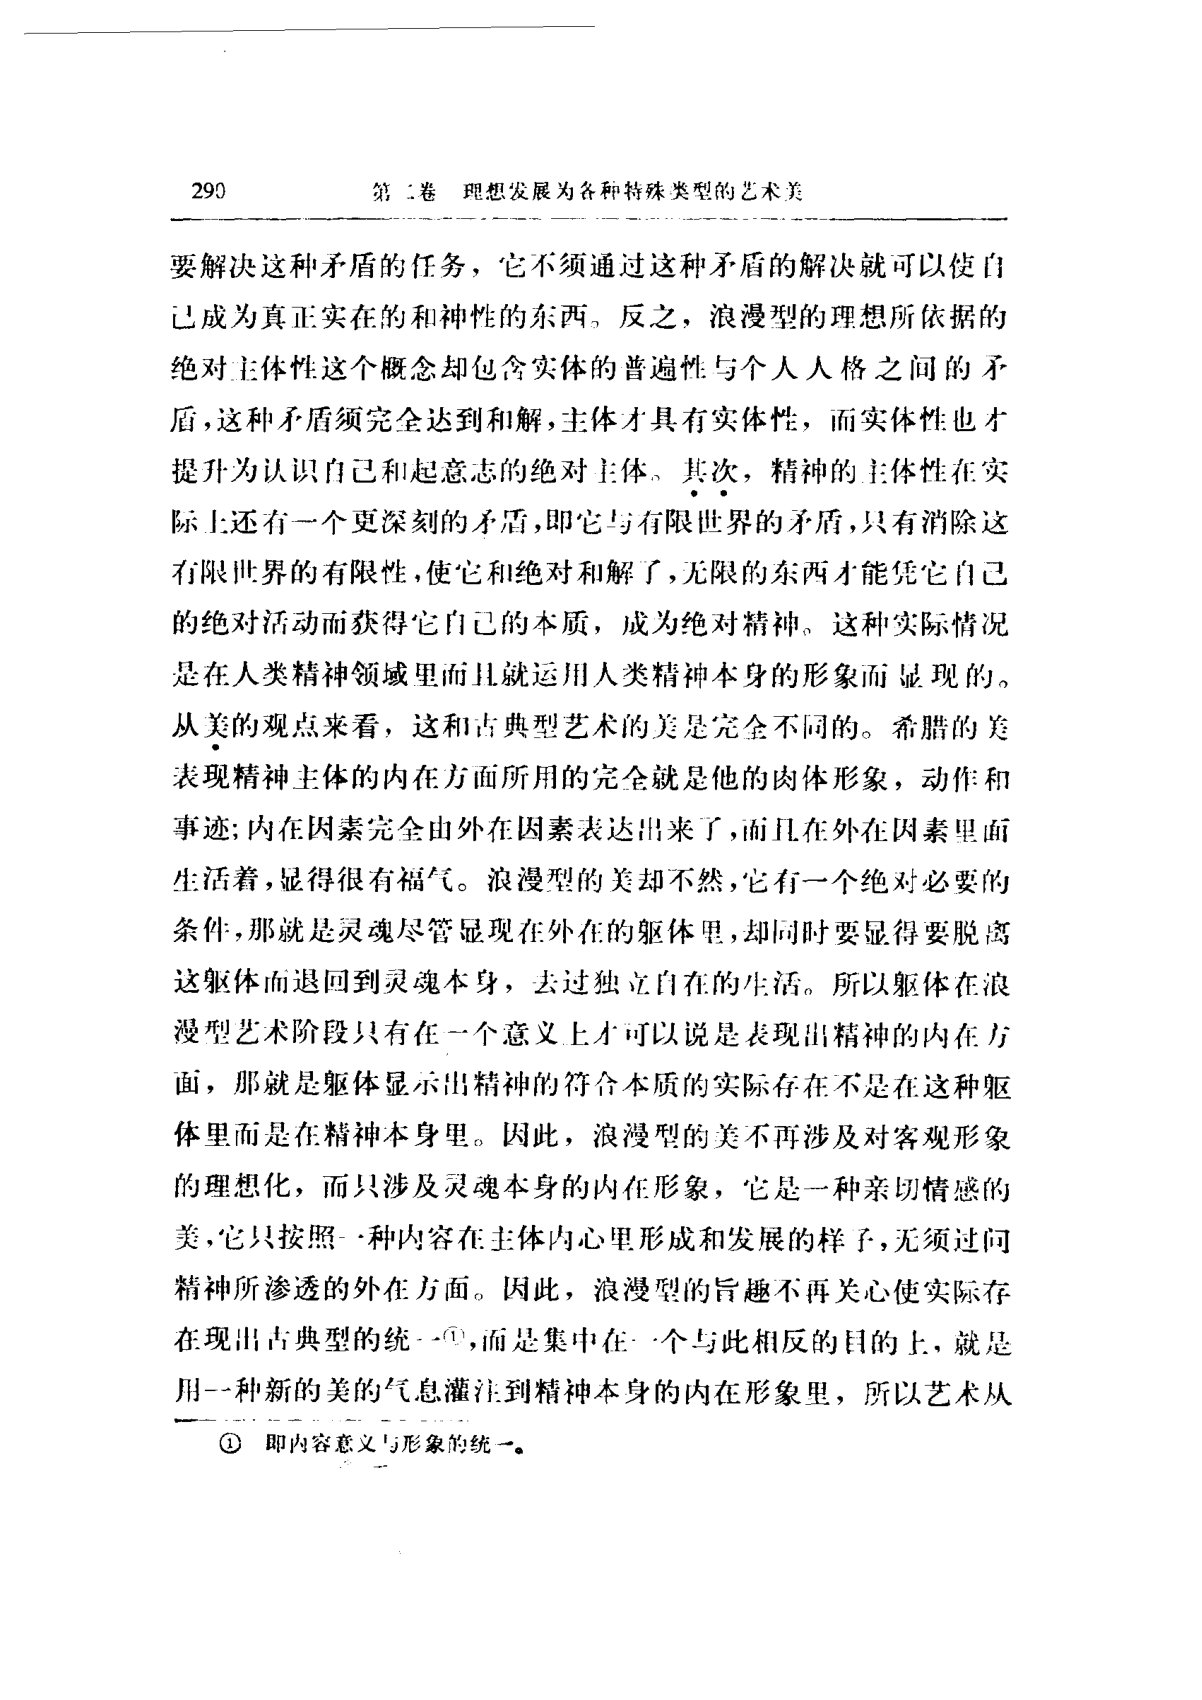 290 第二卷 理想发展为各种特殊类型的艺术美
要解决这种矛盾的任务，它不须通过这种矛盾的解决就可以使自
己成为真正实在的和神性的东西。反之，浪漫型的理想所依据的
绝对主体性这个概念却包含实体的普遍性与个人人格之间的矛
盾，这种矛盾须完全达到和解，主体才具有实体性，而实体性也才
提升为认识自己和起意志的绝对主体。其次，精神的主体性在实
际上还有一个更深刻的矛盾，即它与有限世界的矛盾，只有消除这
有限世界的有限性，使它和绝对和解了，无限的东西才能凭它自己
的绝对活动而获得它自己的本质，成为绝对精神。这种实际情况
是在人类精神领域里而且就运用人类精神本身的形象而显现的。
从美的观点来看，这和古典型艺术的美是完全不同的。希腊的美
表现精神主体的内在方面所用的完全就是他的肉体形象，动作和
事迹；内在因素完全由外在因素表达出来了，而且在外在因素里面
生活着，显得很有福气。浪漫型的美却不然，它有一个绝对必要的
条件，那就是灵魂尽管显现在外在的躯体里，却同时要显得要脱离
这躯体而退回到灵魂本身，去过独立自在的生活。所以躯体在浪
漫型艺术阶段只有在一个意义上才可以说是表现出精神的内在方
面，那就是躯体显示出精神的符合本质的实际存在不是在这种躯
体里而是在精神本身里。因此，浪漫型的美不再涉及对客观形象
的理想化，而只涉及灵魂本身的内在形象，它是一种亲切情感的
美，它只按照一种内容在主体内心里形成和发展的样子，无须过问
精神所渗透的外在方面。因此，浪漫型的旨趣不再关心使实际存
在现出古典型的统一①，而是集中在一个与此相反的目的上，就是
用一种新的美的气息灌注到精神本身的内在形象里，所以艺术从
① 即内容意义与形象的统一。